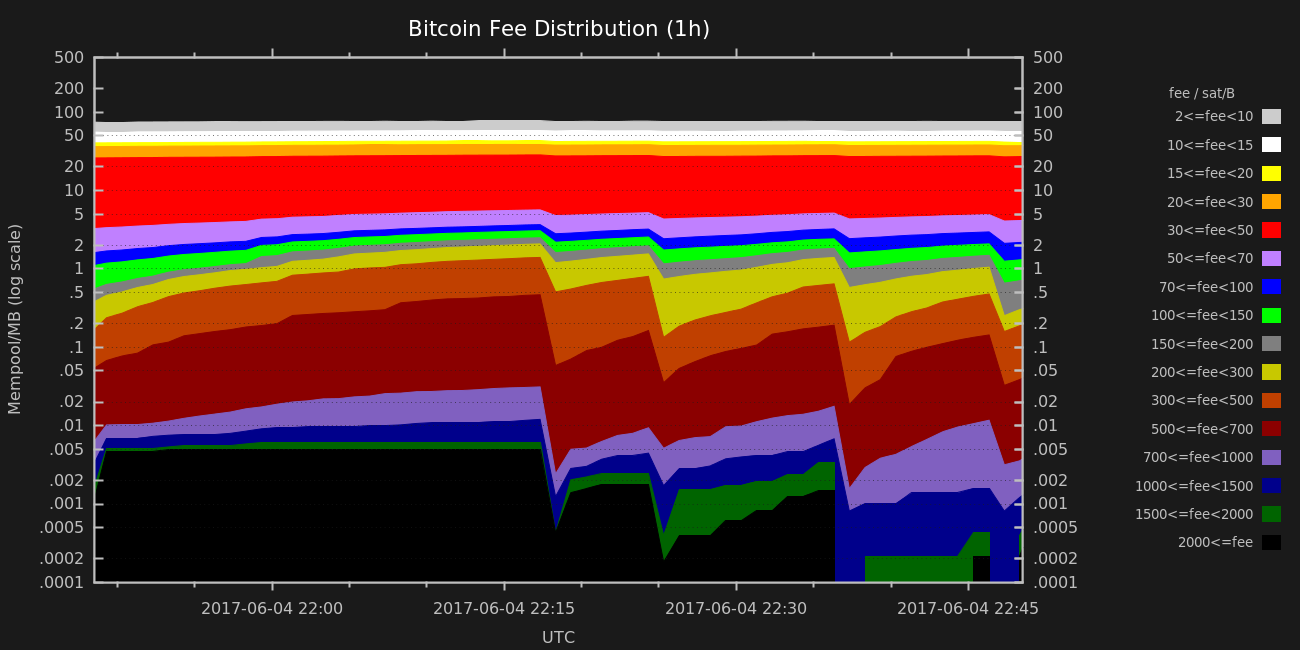 Bitcoin Fee Distribution (1h)
500 500
200 200
100 100
50 50
20 20
10 10
5 5
2 2
1 1
.5 .5
.2 .2
.1 .1
.05 .05
.02 .02
.01 .01
.005 .005
.002 .002
.001 .001
.0005 .0005
.0002 .0002
.0001 .0001
Mempool/MB (log scale)
2017-06-04 22:00 2017-06-04 22:15 2017-06-04 22:30 2017-06-04 22:45
UTC
fee / sat/B
2<=fee<10
10<=fee<15
15<=fee<20
20<=fee<30
30<=fee<50
50<=fee<70
70<=fee<100
100<=fee<150
150<=fee<200
200<=fee<300
300<=fee<500
500<=fee<700
700<=fee<1000
1000<=fee<1500
1500<=fee<2000
2000<=fee